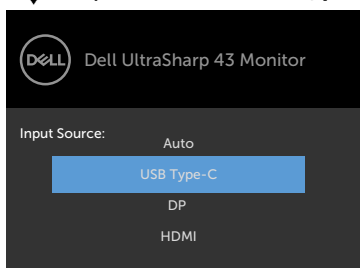 DELL
Dell UltraSharp 43 Monitor
Input Source:
Auto
USB Type-C
DP
HDMI